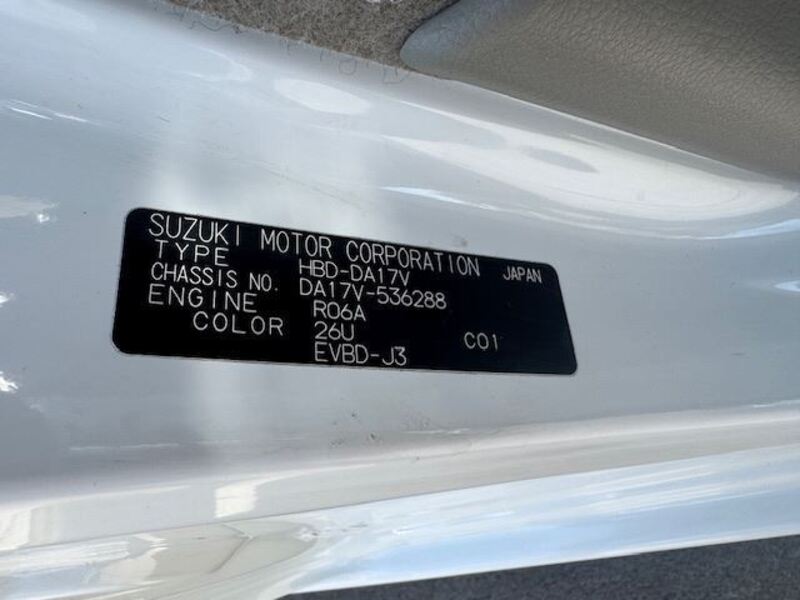 SUZUKI MOTOR CORPORATION JAPAN
TYPE HBD-DA17V
CHASSIS NO. DA17V-536288
ENGINE R06A
COLOR 26U C01
EVBD-J3